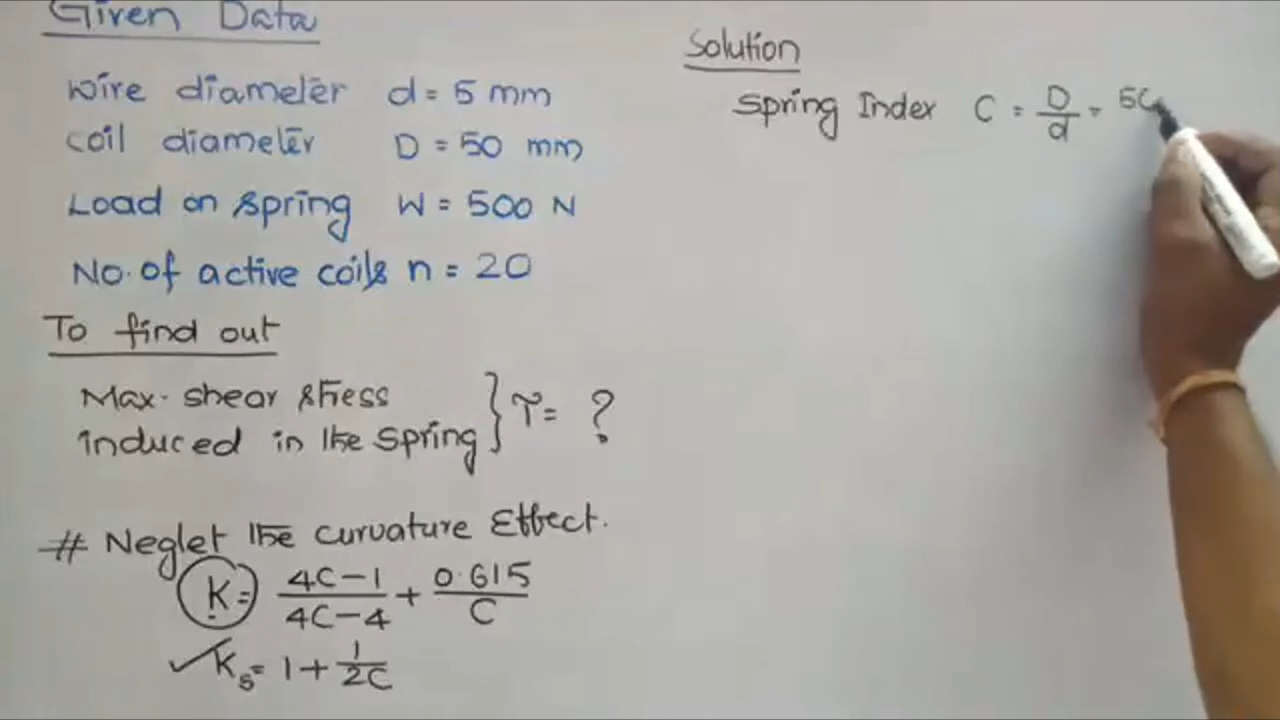 Given Data
Wire diameter d = 5 mm
coil diameter D = 50 mm
Load on spring W = 500 N
No. of active coils n = 20
To find out
Max. shear stress
induced in the spring } τ = ?
# Neglet the curvature Effect.
K = 4C-1/4C-4 + 0.615/C
✓ Ks = 1 + 1/2C
Solution
Spring Index C = D/d = 50